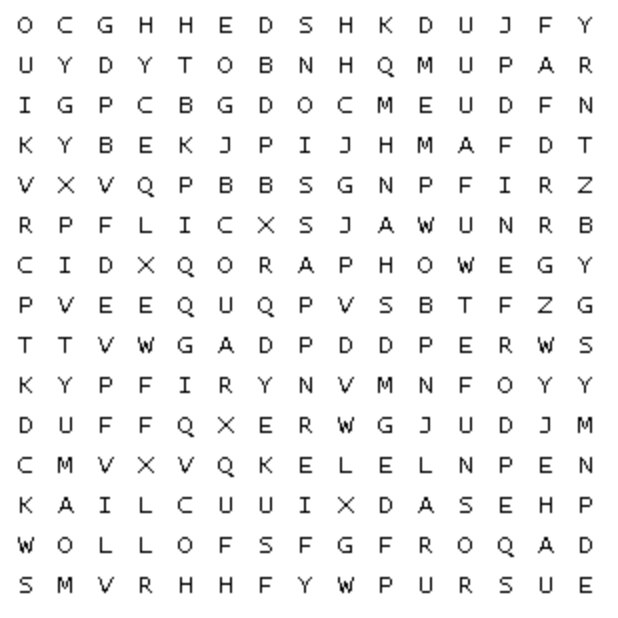 O C G H H E D S H K D U J F Y
U Y D Y T O B N H Q M U P A R
I G P C B G D O C M E U D F N
K Y B E K J P I J H M A F D T
V X V Q P B B S G N P F I R Z
R P F L I C X S J A W U N R B
C I D X Q O R A P H O W E G Y
P V E E Q U Q P V S B T F Z G
T T V W G A D P D D P E R W S
K Y P F I R Y N V M N F O Y Y
D U F F Q X E R W G J U D J M
C M V X V Q K E L E L N P E N
K A I L C U U I X D A S E H P
W O L L O F S F G F R O Q A D
S M V R H H F Y W P U R S U E